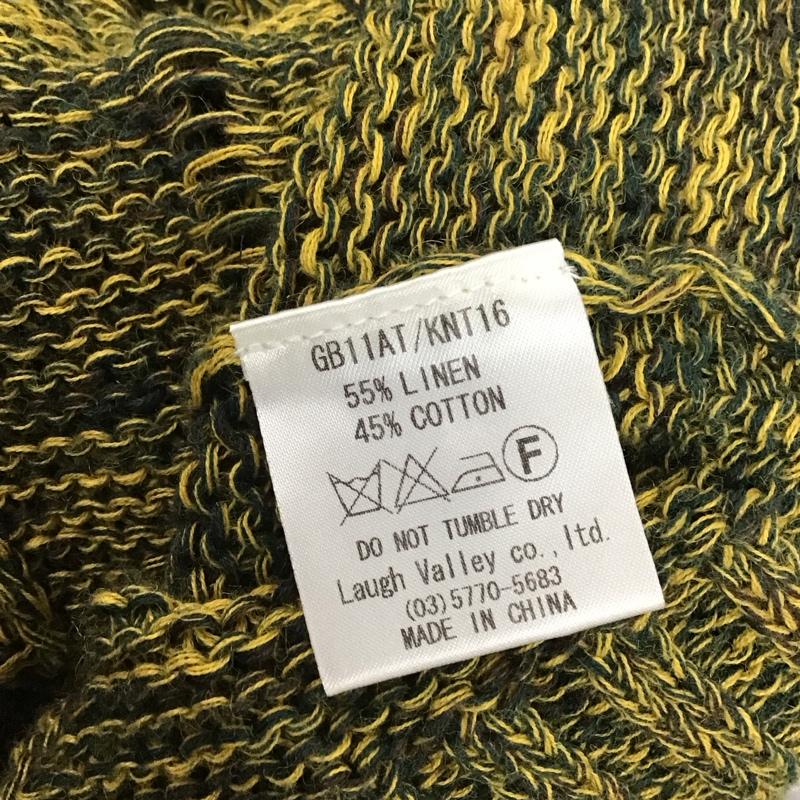 GB11AT/KNT16
55% LINEN
45% COTTON
F
DO NOT TUMBLE DRY
Laugh Valley co.,ltd.
(03)5770-5683
MADE IN CHINA